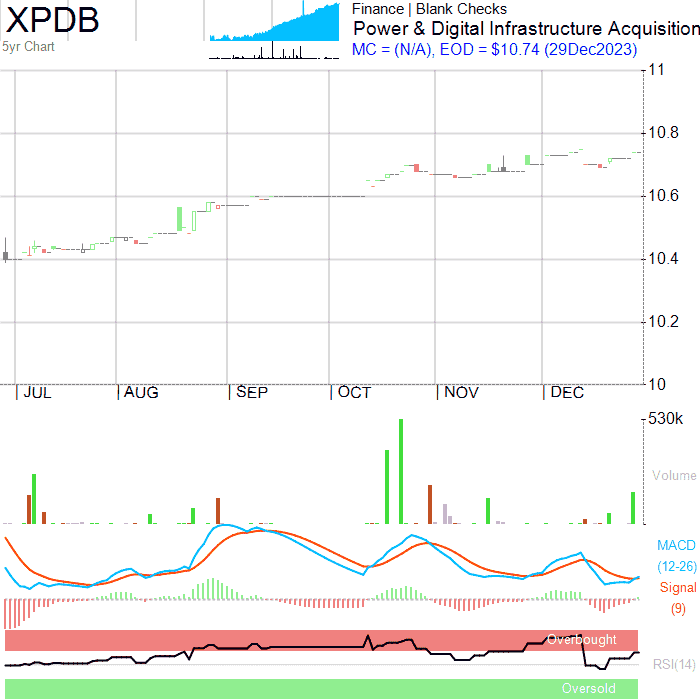 XPDB
5yr Chart
Finance | Blank Checks
Power & Digital Infrastructure Acquisition
MC = (N/A), EOD = $10.74 (29Dec2023)
11
10.8
10.6
10.4
10.2
10
JUL AUG SEP OCT NOV DEC
530k
Volume
MACD
(12-26)
Signal
(9)
Overbought
RSI(14)
Oversold